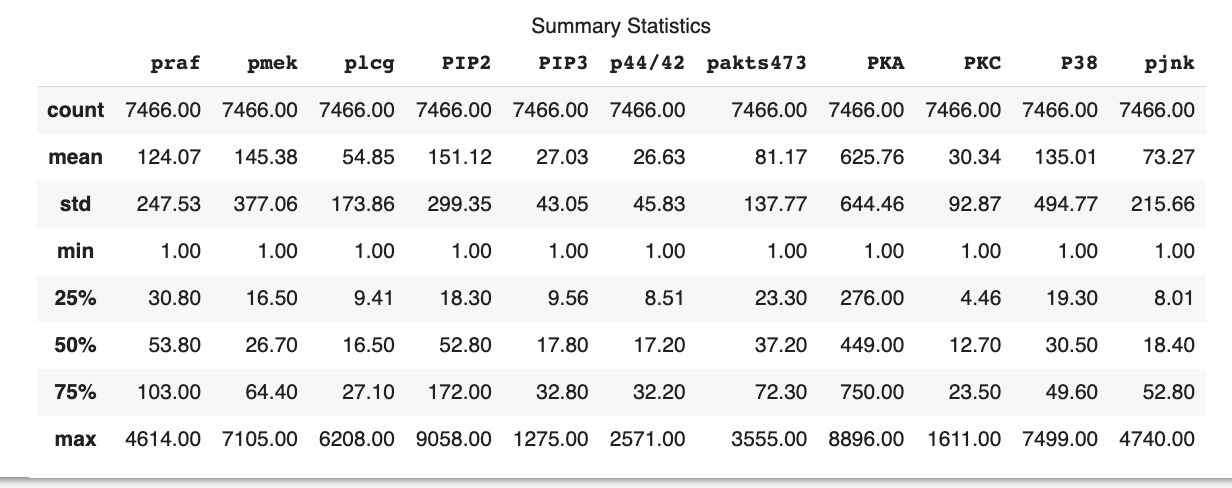 Summary Statistics
praf pmek plcg PIP2 PIP3 p44/42 pakts473 PKA PKC P38 pjnk
count 7466.00 7466.00 7466.00 7466.00 7466.00 7466.00 7466.00 7466.00 7466.00 7466.00 7466.00
mean 124.07 145.38 54.85 151.12 27.03 26.63 81.17 625.76 30.34 135.01 73.27
std 247.53 377.06 173.86 299.35 43.05 45.83 137.77 644.46 92.87 494.77 215.66
min 1.00 1.00 1.00 1.00 1.00 1.00 1.00 1.00 1.00 1.00 1.00
25% 30.80 16.50 9.41 18.30 9.56 8.51 23.30 276.00 4.46 19.30 8.01
50% 53.80 26.70 16.50 52.80 17.80 17.20 37.20 449.00 12.70 30.50 18.40
75% 103.00 64.40 27.10 172.00 32.80 32.20 72.30 750.00 23.50 49.60 52.80
max 4614.00 7105.00 6208.00 9058.00 1275.00 2571.00 3555.00 8896.00 1611.00 7499.00 4740.00